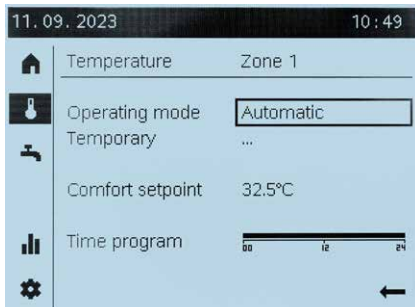 11. 09. 2023 10:49
Temperature Zone 1
Operating mode Automatic
Temporary ...
Comfort setpoint 32.5°C
Time program
00 12 24